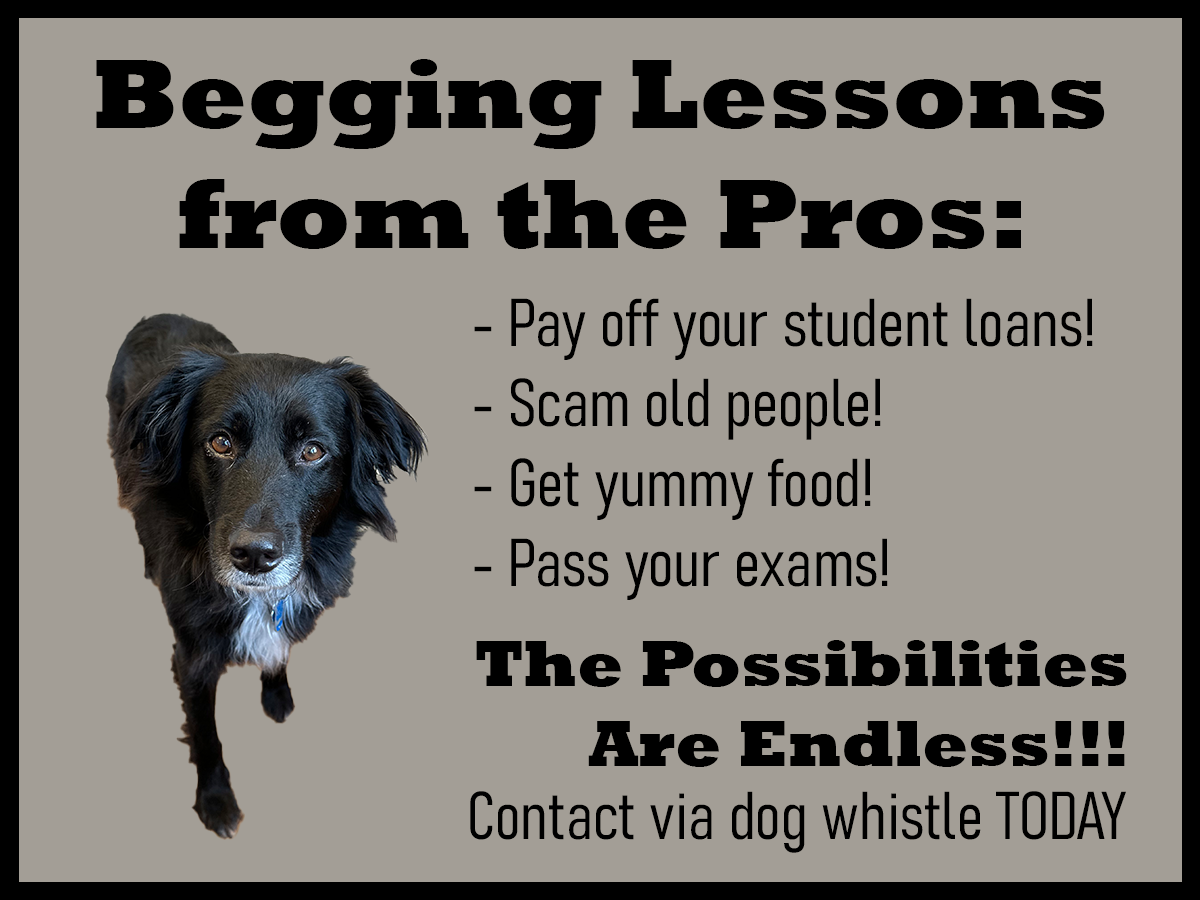 Begging Lessons
from the Pros:
- Pay off your student loans!
- Scam old people!
- Get yummy food!
- Pass your exams!
The Possibilities
Are Endless!!!
Contact via dog whistle TODAY